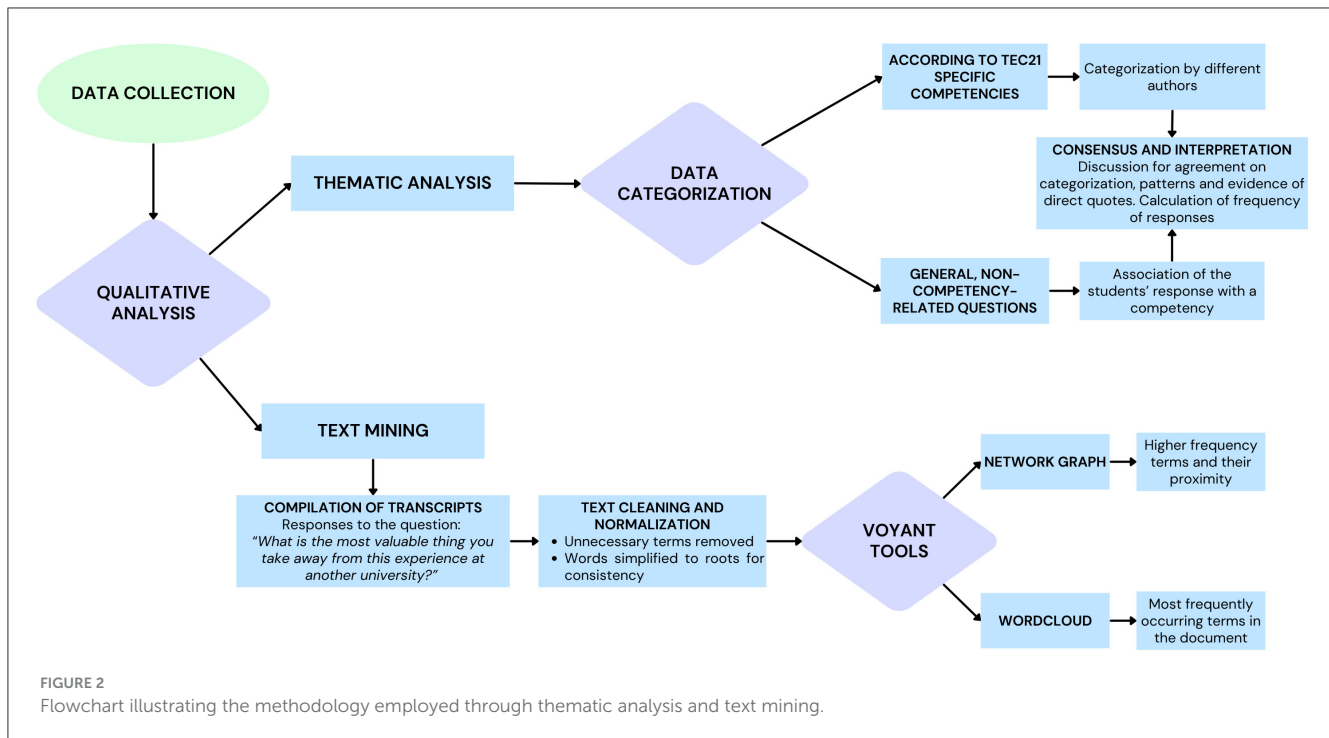 DATA COLLECTION
QUALITATIVE
ANALYSIS
THEMATIC ANALYSIS
DATA
CATEGORIZATION
ACCORDING TO TEC21
SPECIFIC
COMPETENCIES
Categorization by different
authors
CONSENSUS AND INTERPRETATION
Discussion for agreement on
categorization, patterns and evidence of
direct quotes. Calculation of frequency
of responses
GENERAL, NON-
COMPETENCY-
RELATED QUESTIONS
Association of the
students’ response with a
competency
TEXT MINING
COMPILATION OF TRANSCRIPTS
Responses to the question:
“What is the most valuable thing you
take away from this experience at
another university?”
TEXT CLEANING AND
NORMALIZATION
• Unnecessary terms removed
• Words simplified to roots for
consistency
VOYANT
TOOLS
NETWORK GRAPH
Higher frequency
terms and their
proximity
WORDCLOUD
Most frequently
occurring terms in
the document
FIGURE 2
Flowchart illustrating the methodology employed through thematic analysis and text mining.